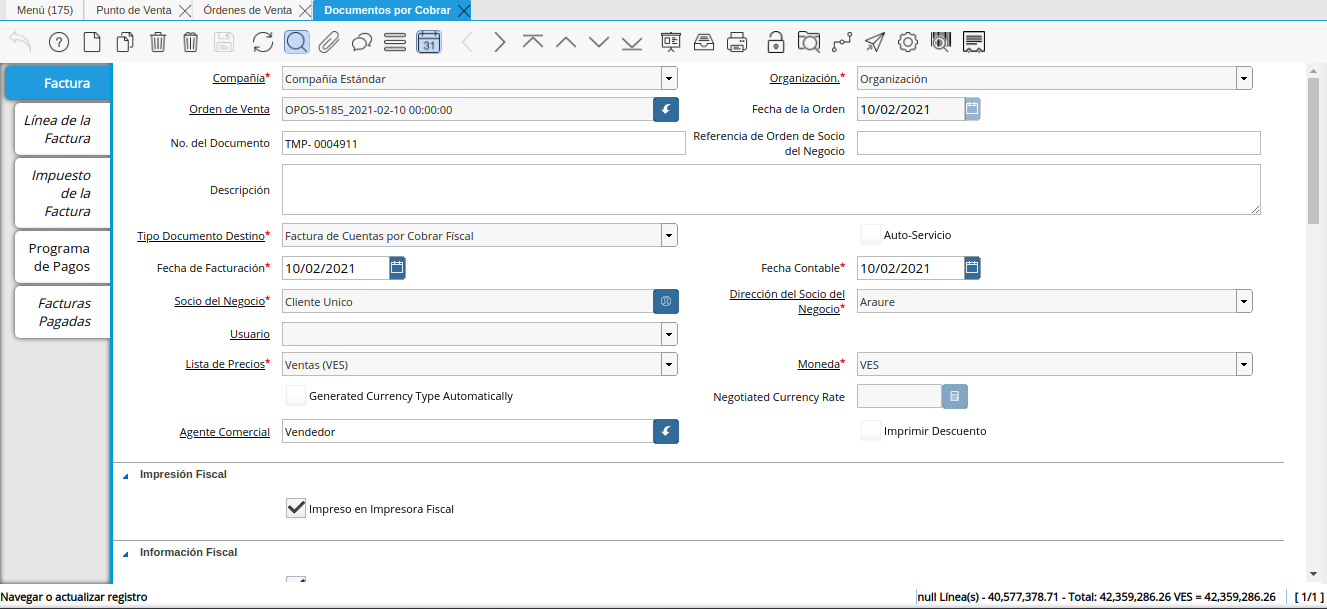 Menú (175) Punto de Venta Órdenes de Venta Documentos por Cobrar
31
Factura
Línea de la
Factura
Impuesto
de la
Factura
Programa
de Pagos
Facturas
Pagadas
Compañía* Compañía Estándar Organización.* Organización
Orden de Venta OPOS-5185_2021-02-10 00:00:00 Fecha de la Orden 10/02/2021
No. del Documento TMP- 0004911 Referencia de Orden de Socio
del Negocio
Descripción
Tipo Documento Destino* Factura de Cuentas por Cobrar Físcal Auto-Servicio
Fecha de Facturación* 10/02/2021 Fecha Contable* 10/02/2021
Socio del Negocio* Cliente Unico Dirección del Socio del
Negocio* Araure
Usuario
Lista de Precios* Ventas (VES) Moneda* VES
Generated Currency Type Automatically Negotiated Currency Rate
Agente Comercial Vendedor Imprimir Descuento
Impresión Fiscal
Impreso en Impresora Fiscal
Información Fiscal
Navegar o actualizar registro null Línea(s) - 40,577,378.71 - Total: 42,359,286.26 VES = 42,359,286.26 [ 1/1 ]